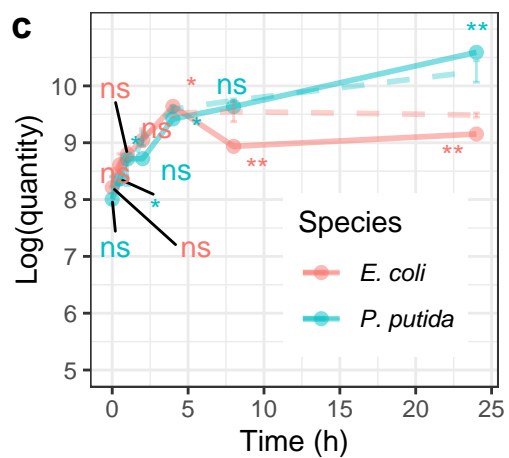 c
**
ns
*
ns
10
*
*
ns
9
ns
ns
**
**
8
*
Species
ns
ns
7
E. coli
6
P. putida
5
Log(quantity)
0
5
10
15
20
25
Time (h)